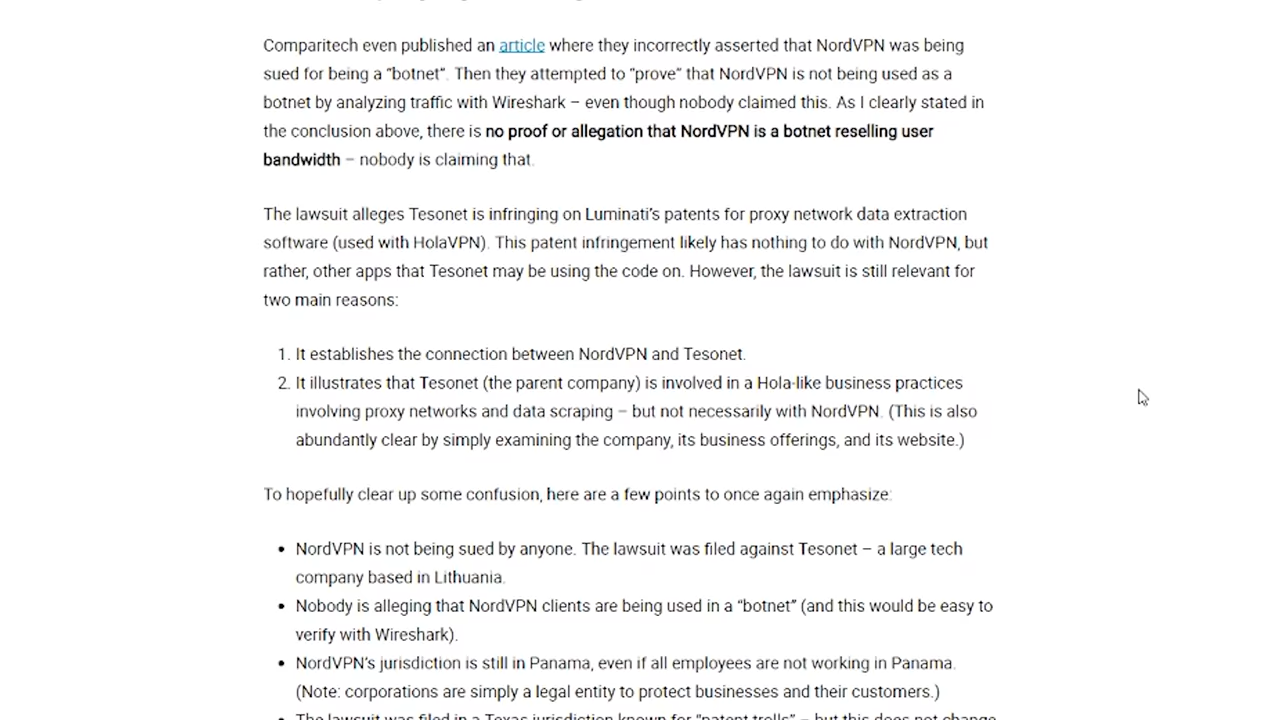 Comparitech even published an article where they incorrectly asserted that NordVPN was being
sued for being a “botnet”. Then they attempted to “prove” that NordVPN is not being used as a
botnet by analyzing traffic with Wireshark – even though nobody claimed this. As I clearly stated in
the conclusion above, there is no proof or allegation that NordVPN is a botnet reselling user
bandwidth – nobody is claiming that.
The lawsuit alleges Tesonet is infringing on Luminati’s patents for proxy network data extraction
software (used with HolaVPN). This patent infringement likely has nothing to do with NordVPN, but
rather, other apps that Tesonet may be using the code on. However, the lawsuit is still relevant for
two main reasons:
1. It establishes the connection between NordVPN and Tesonet.
2. It illustrates that Tesonet (the parent company) is involved in a Hola-like business practices
involving proxy networks and data scraping – but not necessarily with NordVPN. (This is also
abundantly clear by simply examining the company, its business offerings, and its website.)
To hopefully clear up some confusion, here are a few points to once again emphasize:
• NordVPN is not being sued by anyone. The lawsuit was filed against Tesonet – a large tech
company based in Lithuania.
• Nobody is alleging that NordVPN clients are being used in a “botnet” (and this would be easy to
verify with Wireshark).
• NordVPN’s jurisdiction is still in Panama, even if all employees are not working in Panama.
(Note: corporations are simply a legal entity to protect businesses and their customers.)
• The lawsuit was filed in a Texas jurisdiction known for “patent trolls” – but this does not change